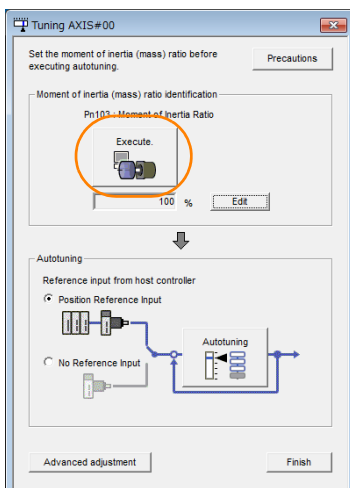 Tuning AXIS#00
Set the moment of inertia (mass) ratio before
executing autotuning.
Precautions
Moment of inertia (mass) ratio identification
Pn103 : Moment of Inertia Ratio
Execute.
100 % Edit
Autotuning
Reference input from host controller
Position Reference Input
Autotuning
No Reference Input
Advanced adjustment
Finish